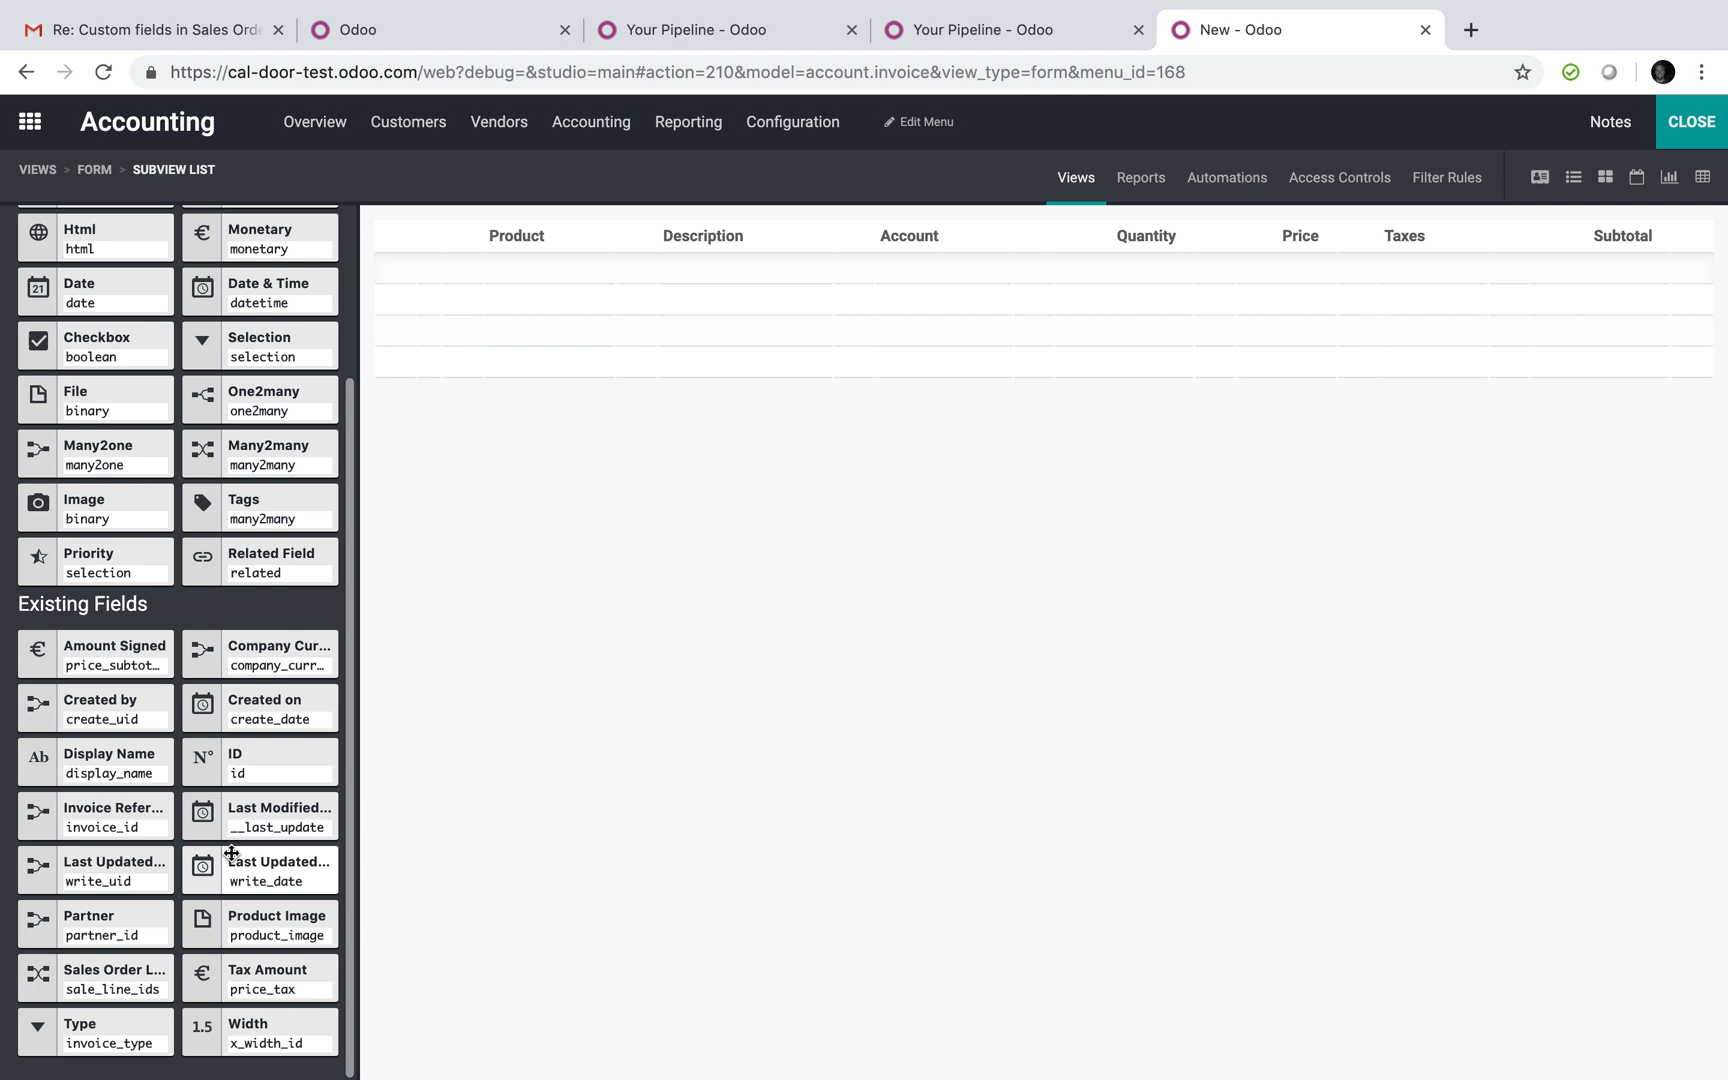 Re: Custom fields in Sales Orde
Odoo
Your Pipeline - Odoo
Your Pipeline - Odoo
New - Odoo
https://cal-door-test.odoo.com/web?debug=&studio=main#action=210&model=account.invoice&view_type=form&menu_id=168
Accounting
Overview
Customers
Vendors
Accounting
Reporting
Configuration
Edit Menu
Notes
CLOSE
VIEWS > FORM > SUBVIEW LIST
Views
Reports
Automations
Access Controls
Filter Rules
Html
html
Monetary
monetary
21
Date
date
Date & Time
datetime
Checkbox
boolean
Selection
selection
File
binary
One2many
one2many
Many2one
many2one
Many2many
many2many
Image
binary
Tags
many2many
Priority
selection
Related Field
related
Existing Fields
Amount Signed
price_subtot...
Company Cur...
company_curr...
Created by
create_uid
Created on
create_date
Ab
Display Name
display_name
N°
ID
id
Invoice Refer...
invoice_id
Last Modified...
__last_update
Last Updated...
write_uid
Last Updated...
write_date
Partner
partner_id
Product Image
product_image
Sales Order L...
sale_line_ids
Tax Amount
price_tax
Type
invoice_type
1.5
Width
x_width_id
Product
Description
Account
Quantity
Price
Taxes
Subtotal